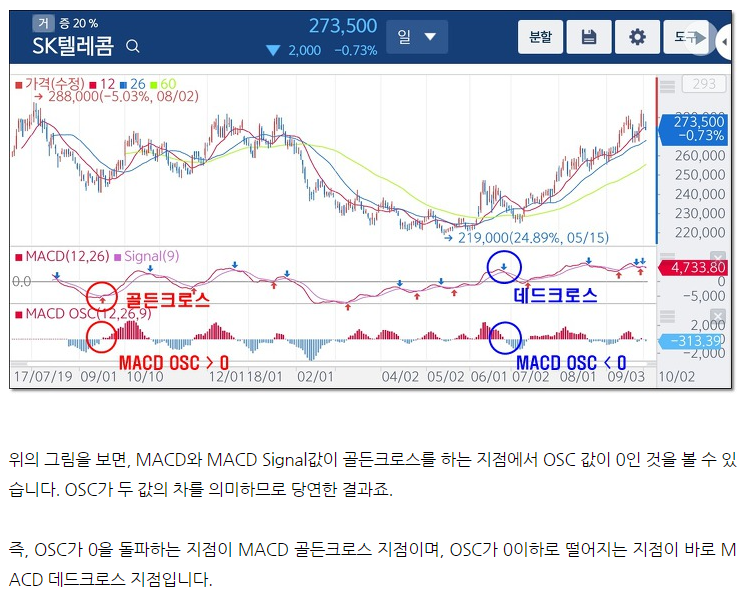 거 증 20 %
SK텔레콤
273,500
2,000 −0.73%
일
분할
도구
가격(수정) 12 26 60
293
288,000(−5.03%, 08/02)
273,500
−0.73%
260,000
250,000
240,000
230,000
220,000
219,000(24.89%, 05/15)
MACD(12,26) Signal(9)
4,733.80
0.0
0
골든크로스
데드크로스
−5,000
MACD OSC(12,26,9)
2,000
−313.39
−2,000
MACD OSC > 0
MACD OSC < 0
17/07/19 09/01 10/10 12/01 18/01 02/01 04/02 05/02 06/01 07/02 08/01 09/03 10/02
위의 그림을 보면, MACD와 MACD Signal값이 골든크로스를 하는 지점에서 OSC 값이 0인 것을 볼 수 있
습니다. OSC가 두 값의 차를 의미하므로 당연한 결과죠.
즉, OSC가 0을 돌파하는 지점이 MACD 골든크로스 지점이며, OSC가 0이하로 떨어지는 지점이 바로 M
ACD 데드크로스 지점입니다.